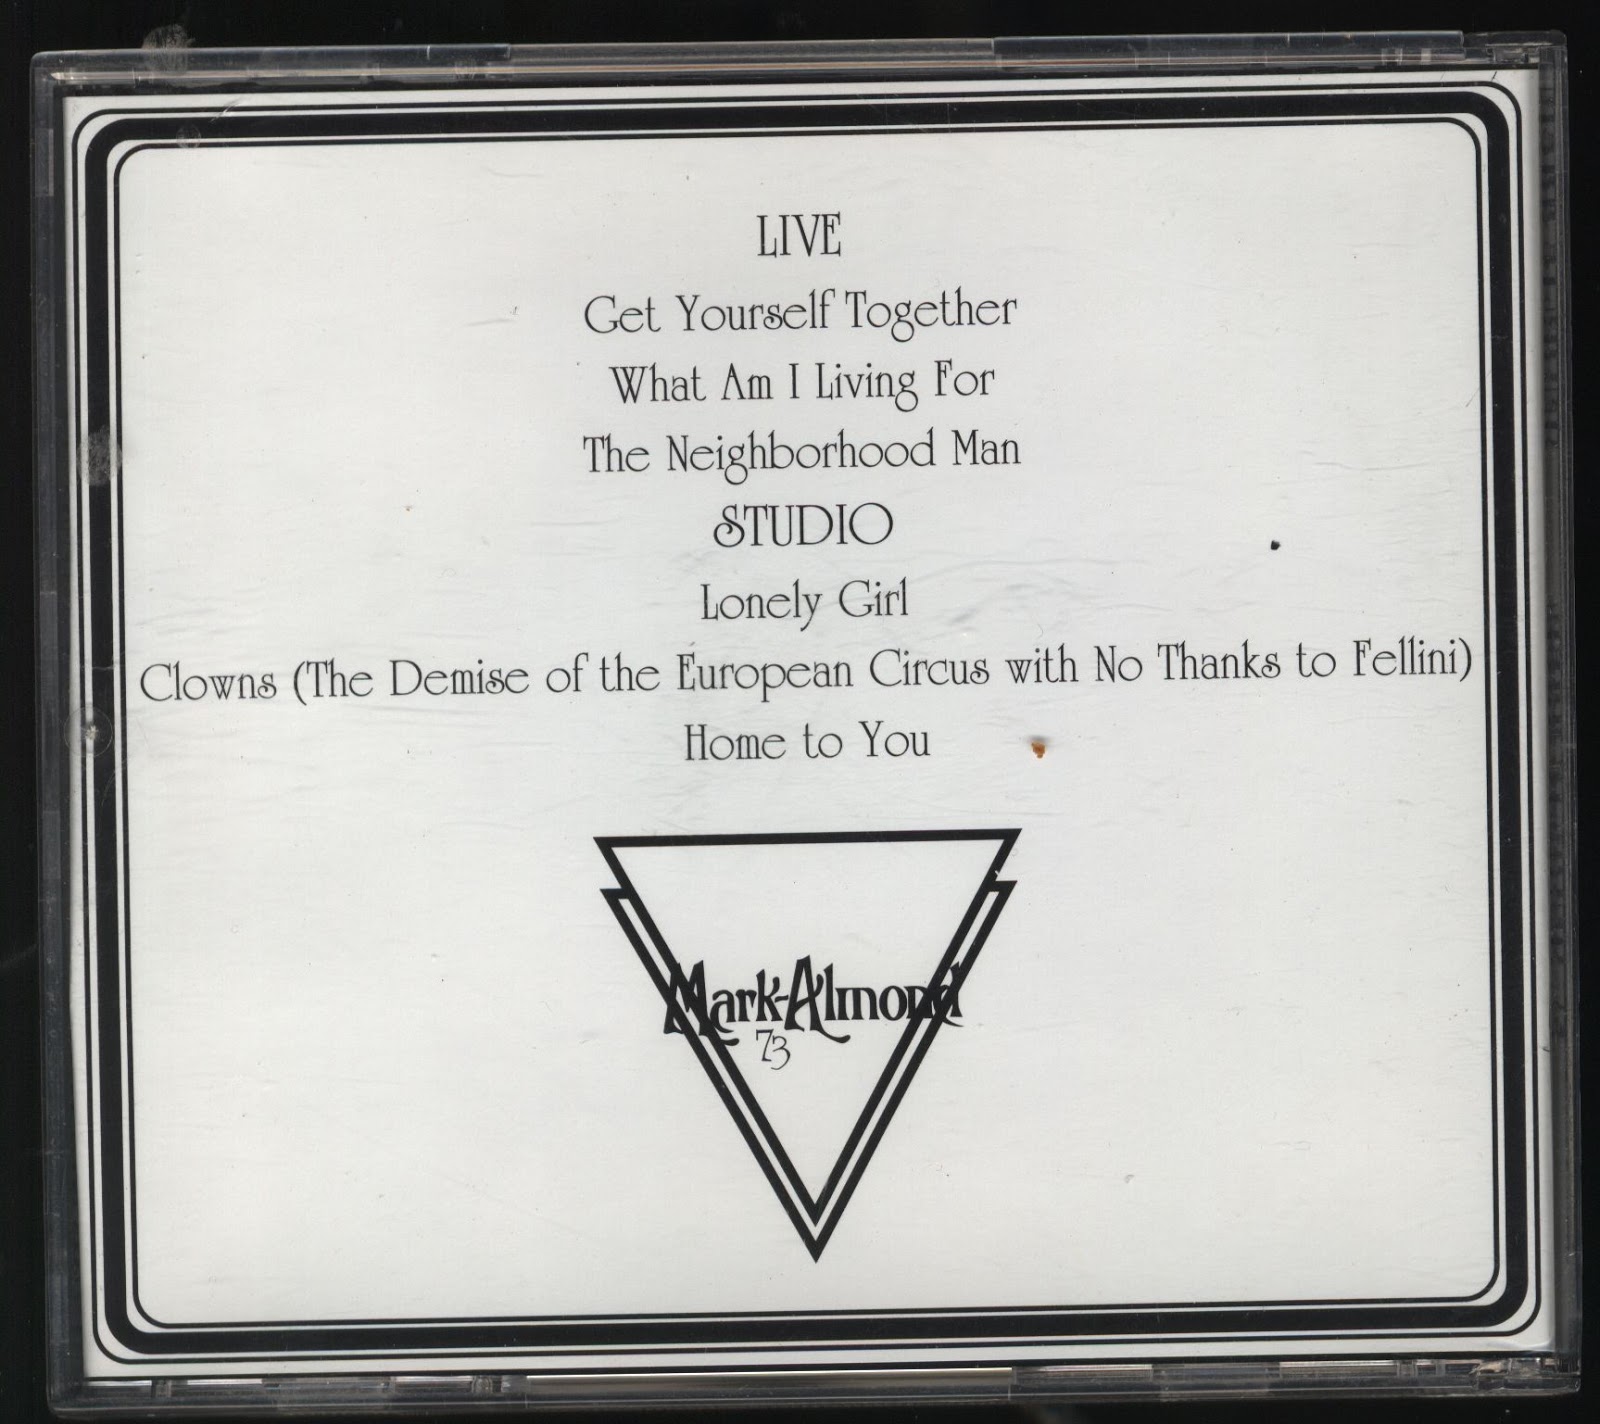 LIVE
Get Yourself Together
What Am I Living For
The Neighborhood Man
STUDIO
Lonely Girl
Clowns (The Demise of the European Circus with No Thanks to Fellini)
Home to You
Mark-Almond
73